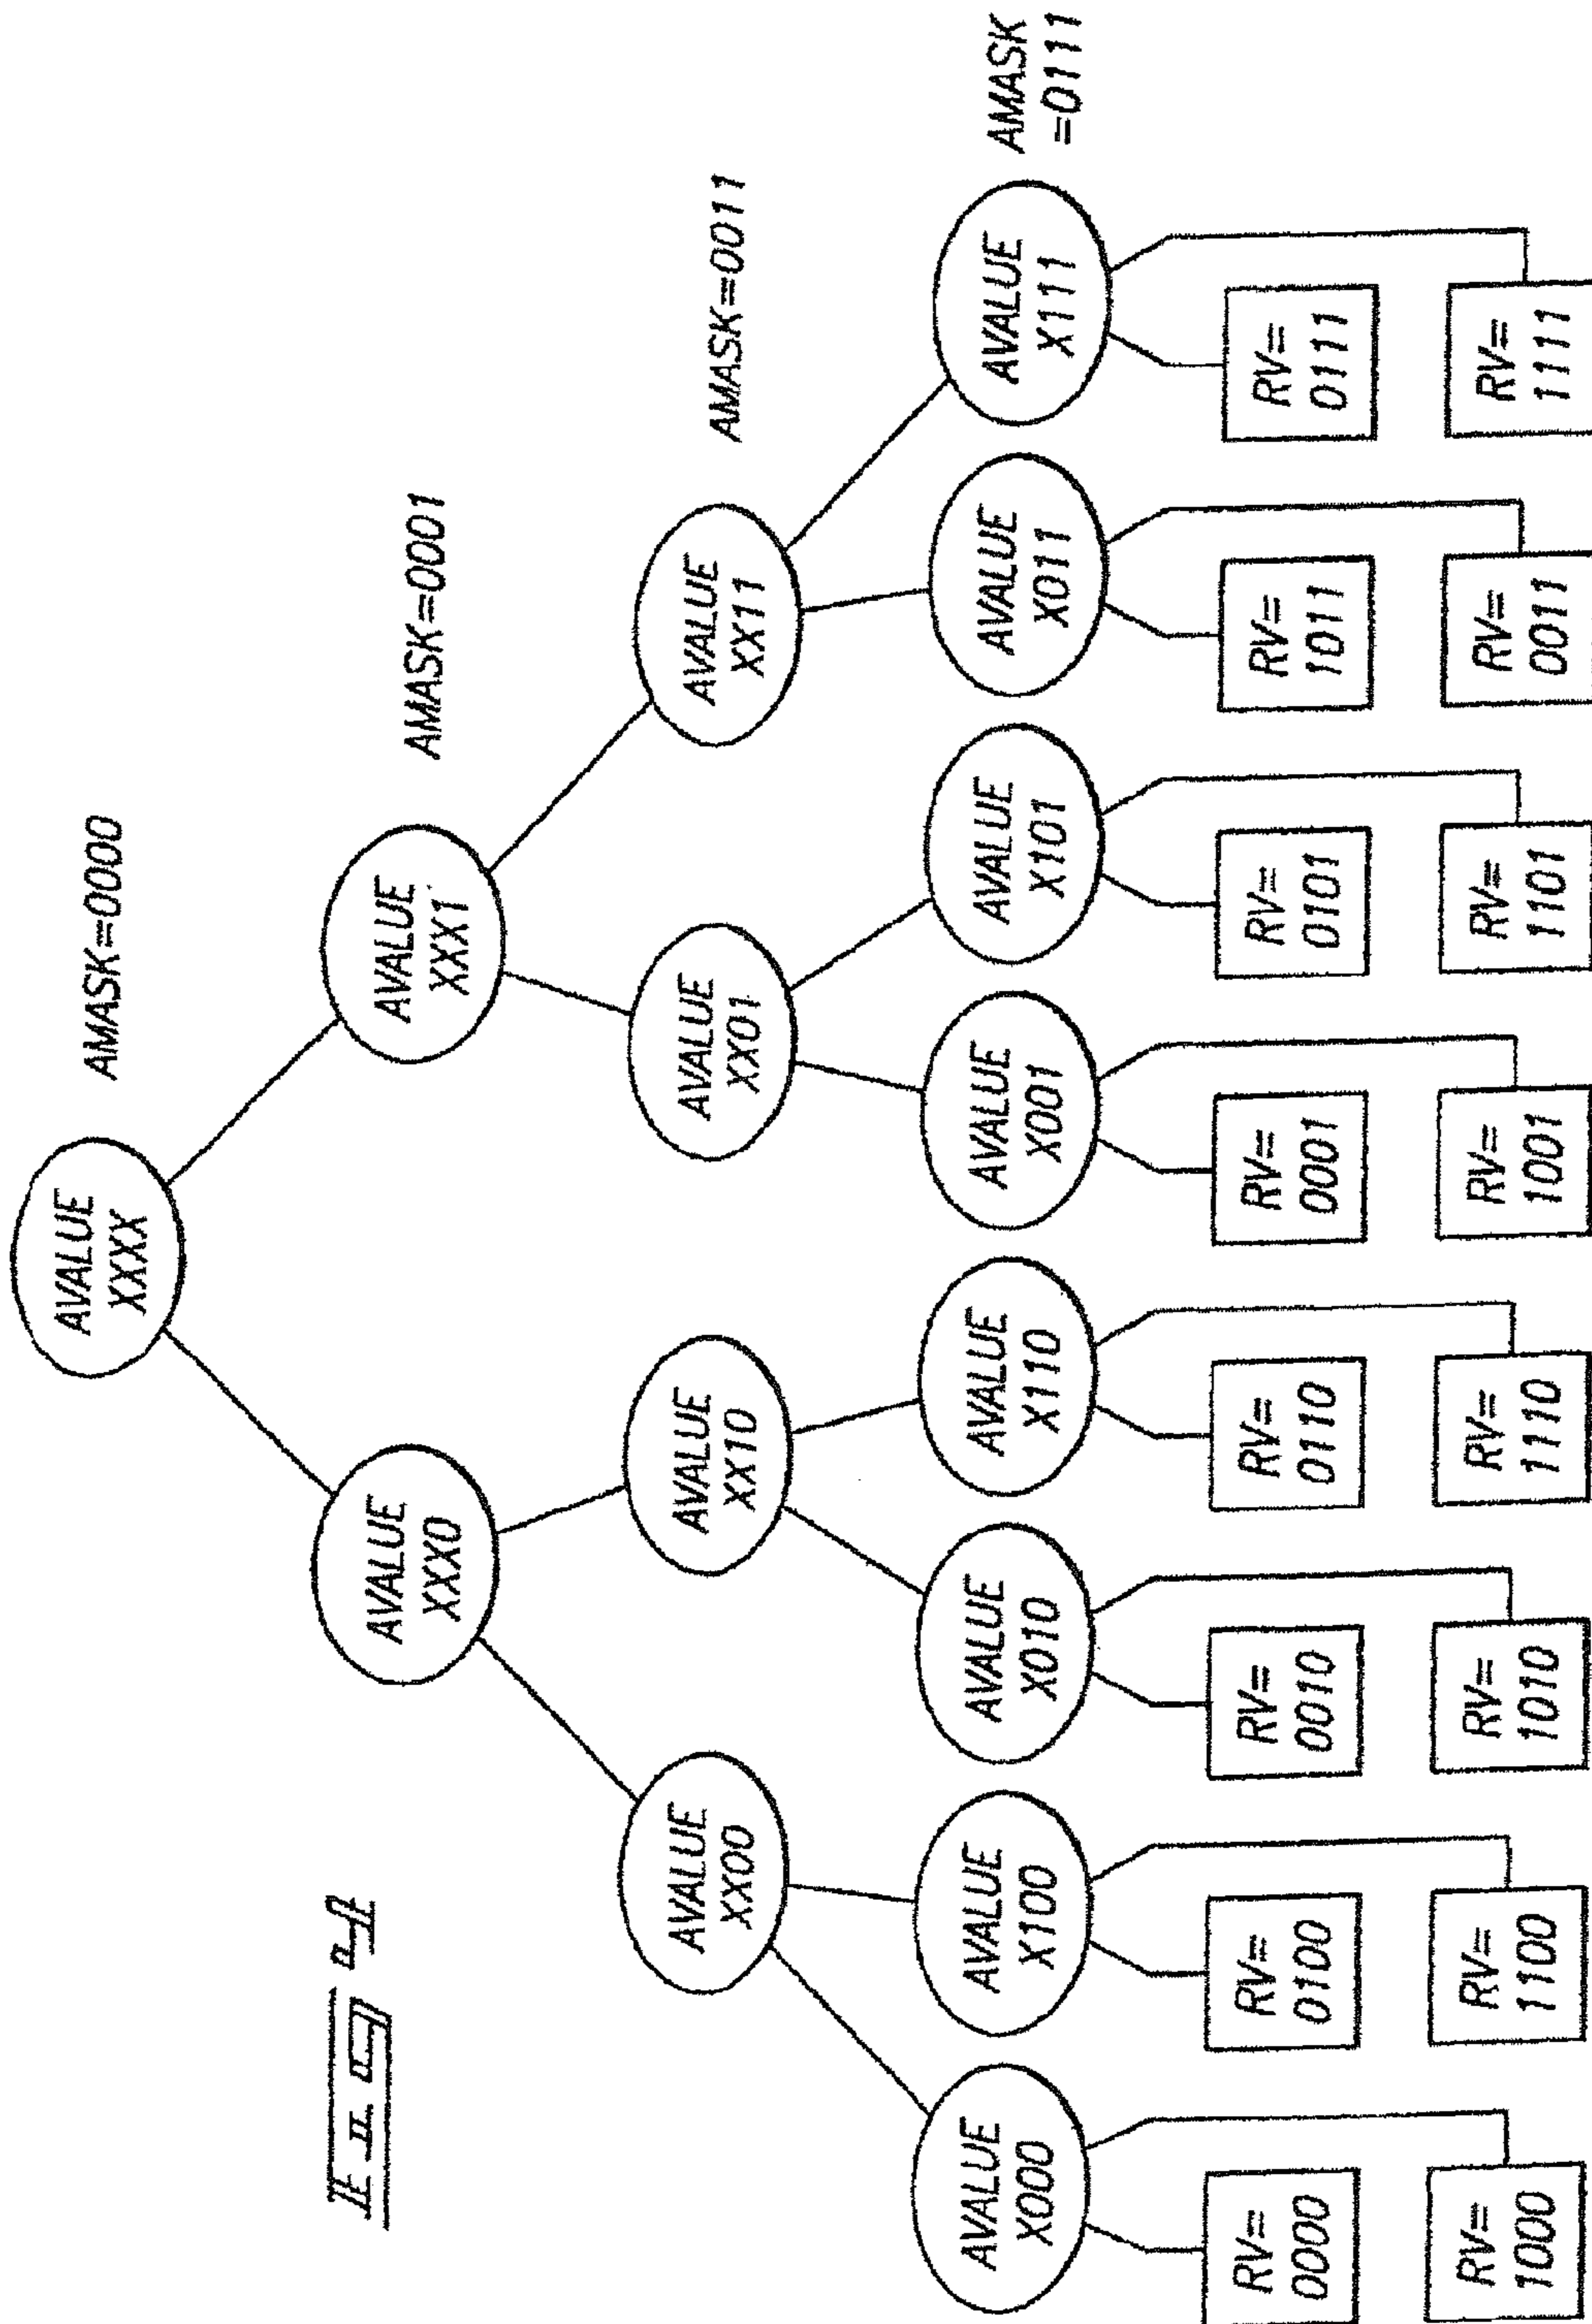 FIG. 4
AVALUE
XXXX
AMASK=0000
AVALUE
XXX0
AVALUE
XXX1
AMASK=0001
AVALUE
XX00
AVALUE
XX10
AVALUE
XX01
AVALUE
XX11
AMASK=0011
AVALUE
X000
AVALUE
X100
AVALUE
X010
AVALUE
X110
AVALUE
X001
AVALUE
X101
AVALUE
X011
AVALUE
X111
AMASK
=0111
RV=
0000
RV=
0100
RV=
0010
RV=
0110
RV=
0001
RV=
0101
RV=
1011
RV=
0111
RV=
1000
RV=
1100
RV=
1010
RV=
1110
RV=
1001
RV=
1101
RV=
0011
RV=
1111